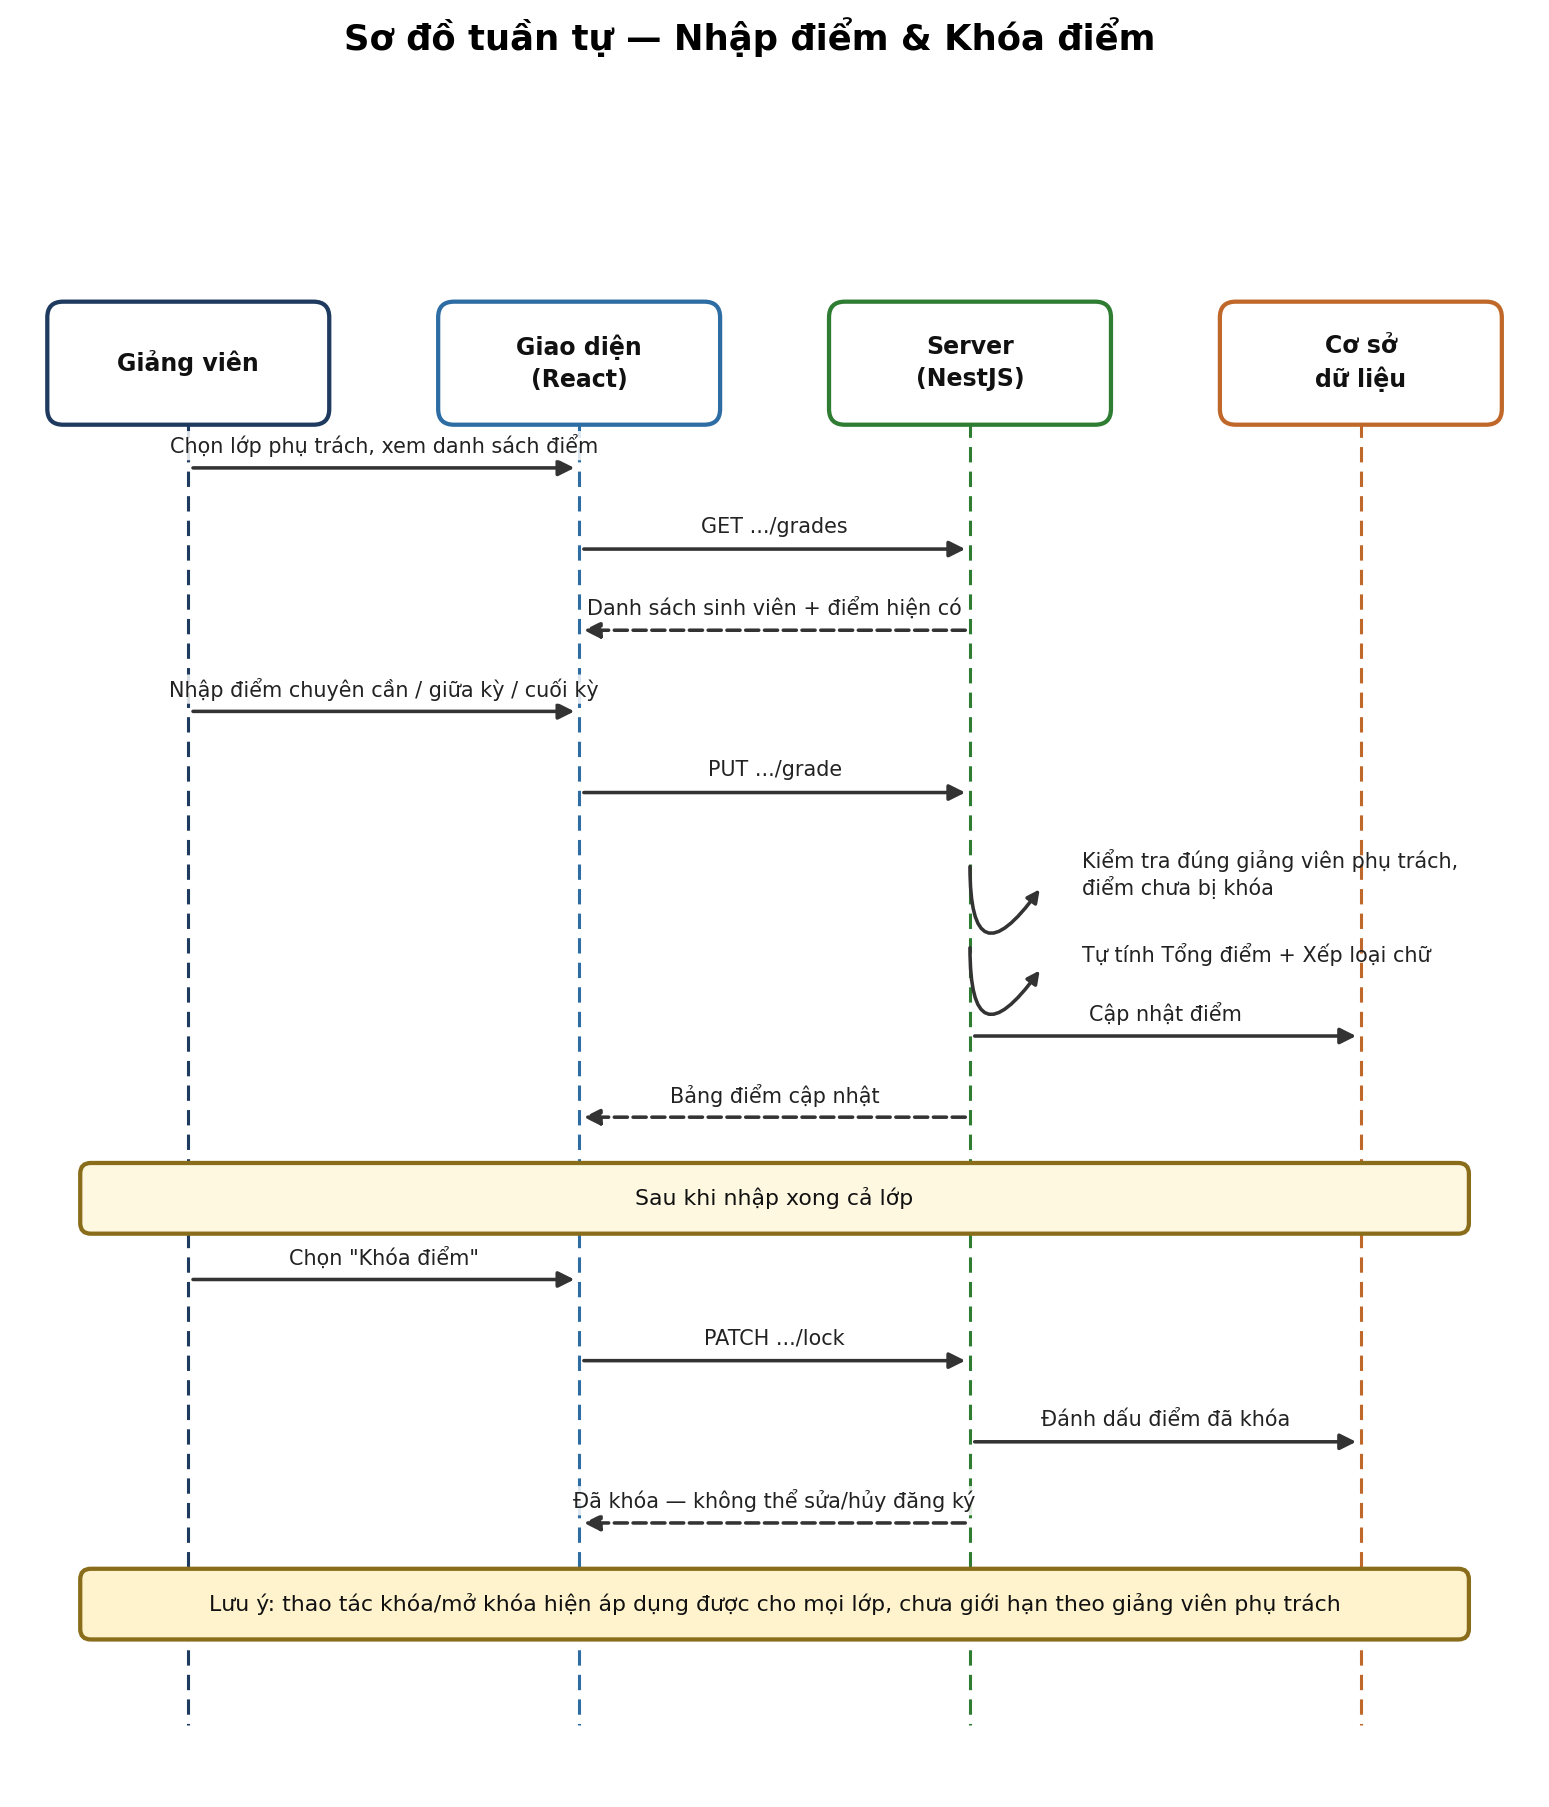 Sơ đồ tuần tự — Nhập điểm & Khóa điểm
Giảng viên
Giao diện
(React)
Server
(NestJS)
Cơ sở
dữ liệu
Chọn lớp phụ trách, xem danh sách điểm
GET .../grades
Danh sách sinh viên + điểm hiện có
Nhập điểm chuyên cần / giữa kỳ / cuối kỳ
PUT .../grade
Kiểm tra đúng giảng viên phụ trách,
điểm chưa bị khóa
Tự tính Tổng điểm + Xếp loại chữ
Cập nhật điểm
Bảng điểm cập nhật
Sau khi nhập xong cả lớp
Chọn "Khóa điểm"
PATCH .../lock
Đánh dấu điểm đã khóa
Đã khóa — không thể sửa/hủy đăng ký
Lưu ý: thao tác khóa/mở khóa hiện áp dụng được cho mọi lớp, chưa giới hạn theo giảng viên phụ trách